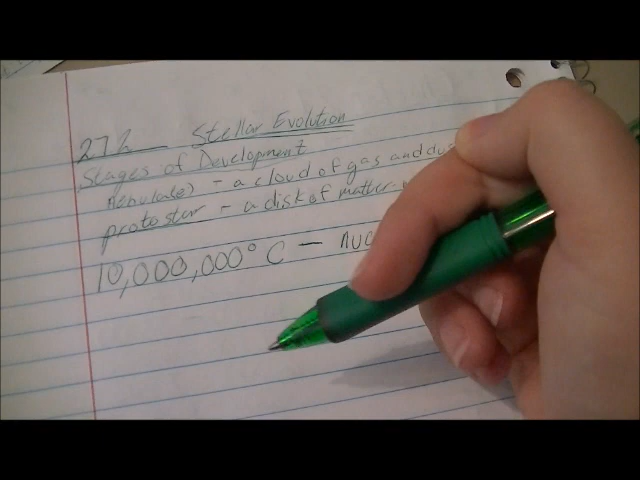 27.2 Stellar Evolution
Stages of Development
Nebula(e) - a cloud of gas and du
protostar - a disk of matter
10,000,000° C - nuc